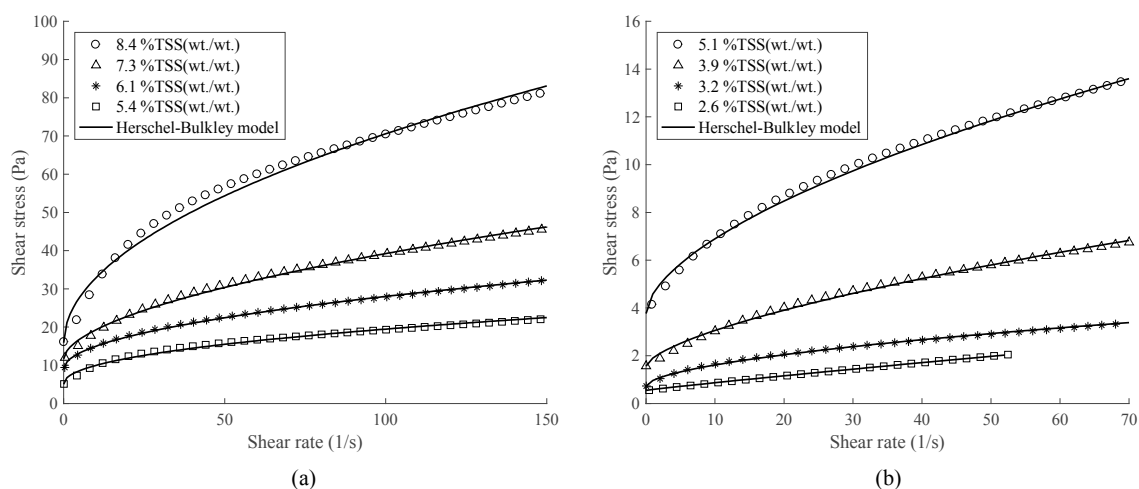 100
90
80
70
60
50
40
30
20
10
0
Shear stress (Pa)
8.4 %TSS(wt./wt.)
7.3 %TSS(wt./wt.)
6.1 %TSS(wt./wt.)
5.4 %TSS(wt./wt.)
Herschel-Bulkley model
0 50 100 150
Shear rate (1/s)
(a)
16
14
12
10
8
6
4
2
0
Shear stress (Pa)
5.1 %TSS(wt./wt.)
3.9 %TSS(wt./wt.)
3.2 %TSS(wt./wt.)
2.6 %TSS(wt./wt.)
Herschel-Bulkley model
0 10 20 30 40 50 60 70
Shear rate (1/s)
(b)